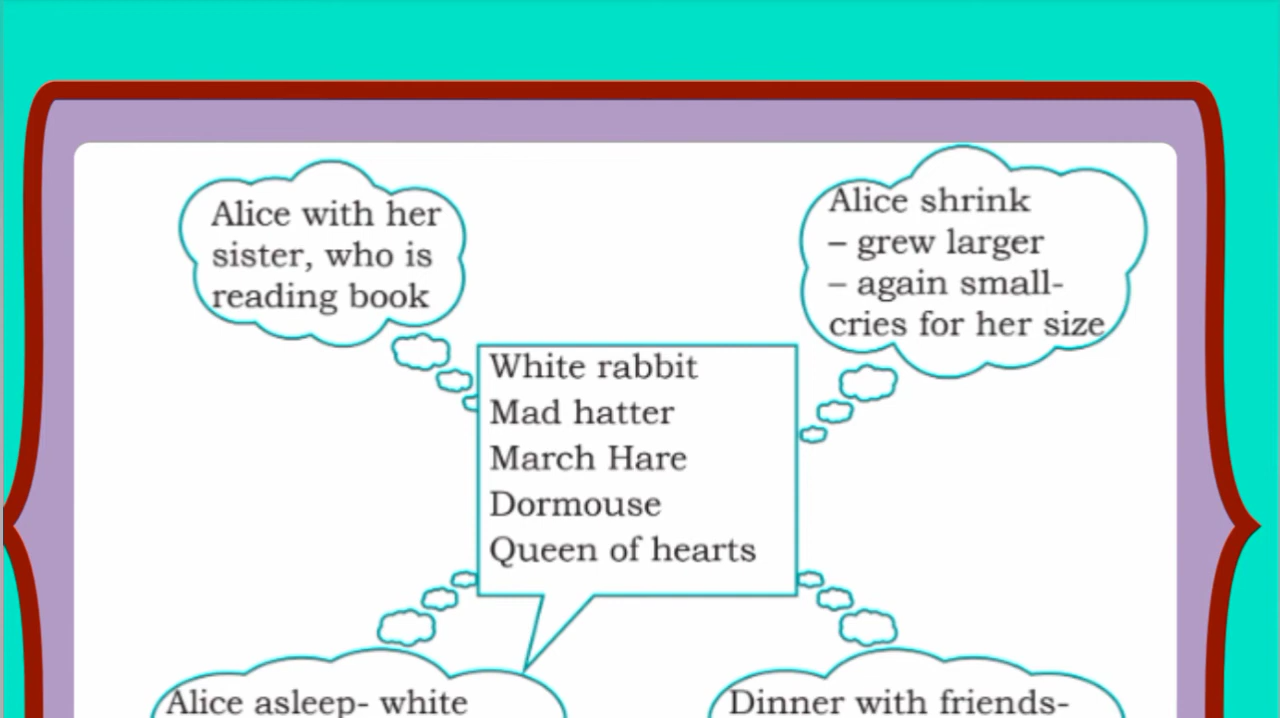 Alice with her
sister, who is
reading book
Alice shrink
– grew larger
– again small-
cries for her size
White rabbit
Mad hatter
March Hare
Dormouse
Queen of hearts
Alice asleep- white
Dinner with friends-